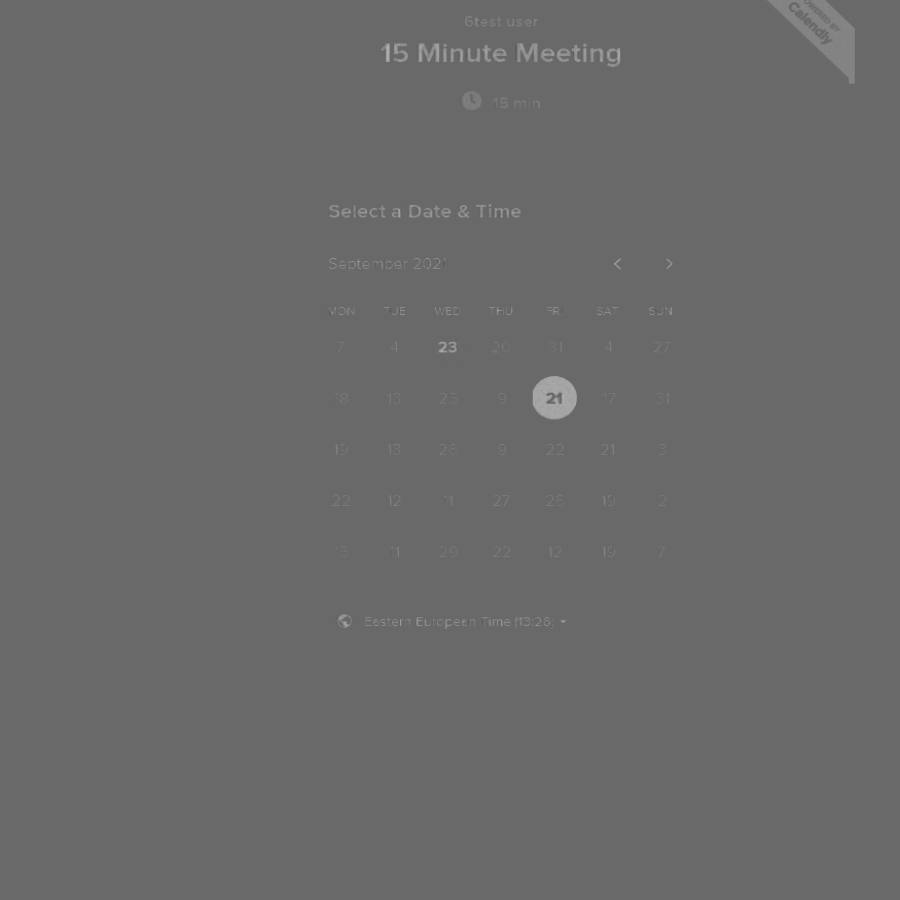 6test user
POWERED BY
Calendly
15 Minute Meeting
15 min
Select a Date & Time
September 2021
MON TUE WED THU FRI SAT SUN
7 4 23 20 31 4 27
18 13 25 9 21 17 31
19 13 26 9 22 21 3
22 12 11 27 26 19 2
15 11 29 22 12 19 7
Eastern European Time (13:26)